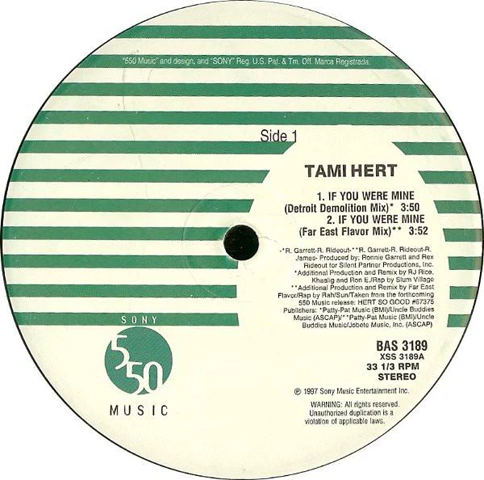 "550 Music" and design, and "SONY" Reg. U.S. Pat. & Tm. Off. Marca Registrada.
Side 1
TAMI HERT
1. IF YOU WERE MINE
(Detroit Demolition Mix)* 3:50
2. IF YOU WERE MINE
(Far East Flavor Mix)** 3:52
-*R. Garrett-R. Rideout-**R. Garrett-R. Rideout-R.
James- Produced by: Ronnie Garrett and Rex
Rideout for Silent Partner Productions, Inc.
*Additional Production and Remix by RJ Rice,
Khaliq and Ron E./Rap by Slum Village
**Additional Production and Remix by Far East
Flavor/Rap by Rah/Sun/Taken from the forthcoming
550 Music release: HERT SO GOOD #67375
Publishers: *Patty-Pat Music (BMI)/Uncle
Buddies Music (ASCAP)/**Patty-Pat Music (BMI)/Uncle
Buddies Music/Jobete Music, Inc. (ASCAP)
BAS 3189
XSS 3189A
33 1/3 RPM
STEREO
℗ 1997 Sony Music Entertainment Inc.
WARNING: All rights reserved.
Unauthorized duplication is a
violation of applicable laws.
SONY
550
MUSIC